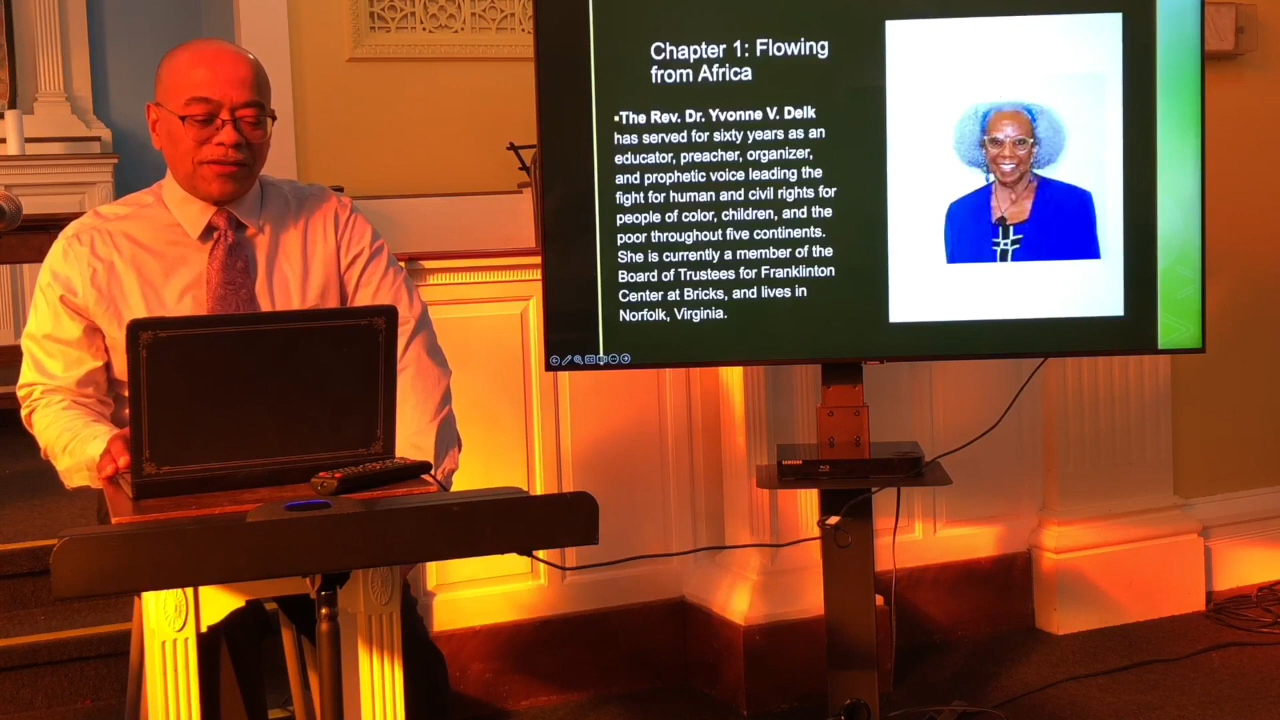 Chapter 1: Flowing
from Africa
▪The Rev. Dr. Yvonne V. Delk
has served for sixty years as an
educator, preacher, organizer,
and prophetic voice leading the
fight for human and civil rights for
people of color, children, and the
poor throughout five continents.
She is currently a member of the
Board of Trustees for Franklinton
Center at Bricks, and lives in
Norfolk, Virginia.
SAMSUNG